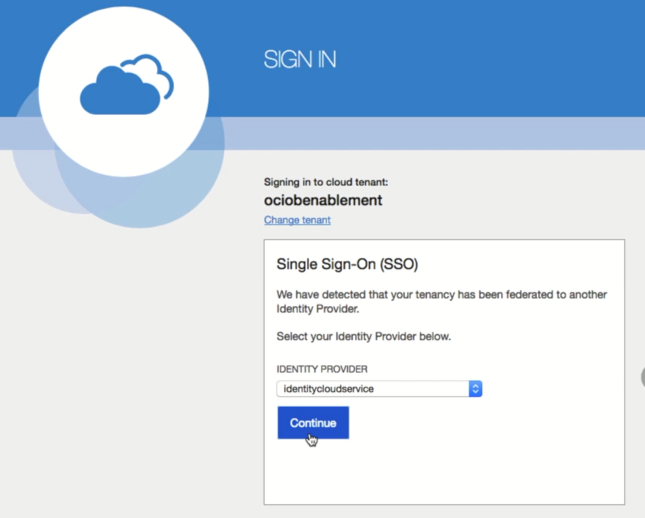 SIGN IN
Signing in to cloud tenant:
ociobenablement
Change tenant
Single Sign-On (SSO)
We have detected that your tenancy has been federated to another
Identity Provider.
Select your Identity Provider below.
IDENTITY PROVIDER
identitycloudservice
Continue